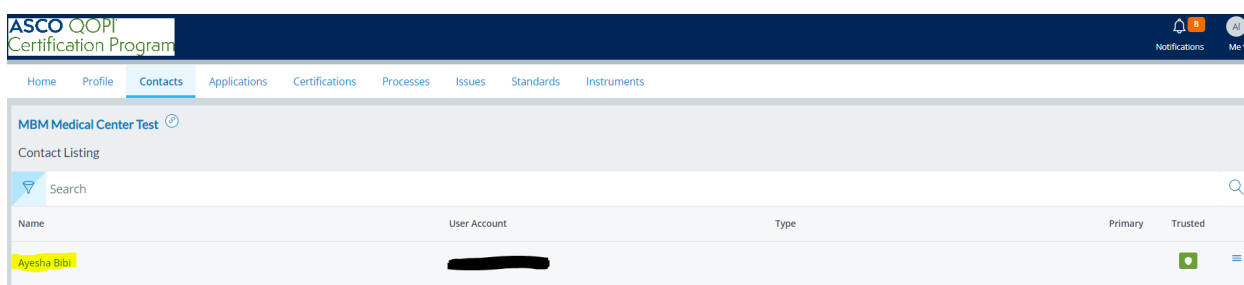 ASCO QOPI
Certification Program
8
AI
Notifications
Me
Home Profile Contacts Applications Certifications Processes Issues Standards Instruments
MBM Medical Center Test
Contact Listing
Search
Name User Account Type Primary Trusted
Ayesha Bibi